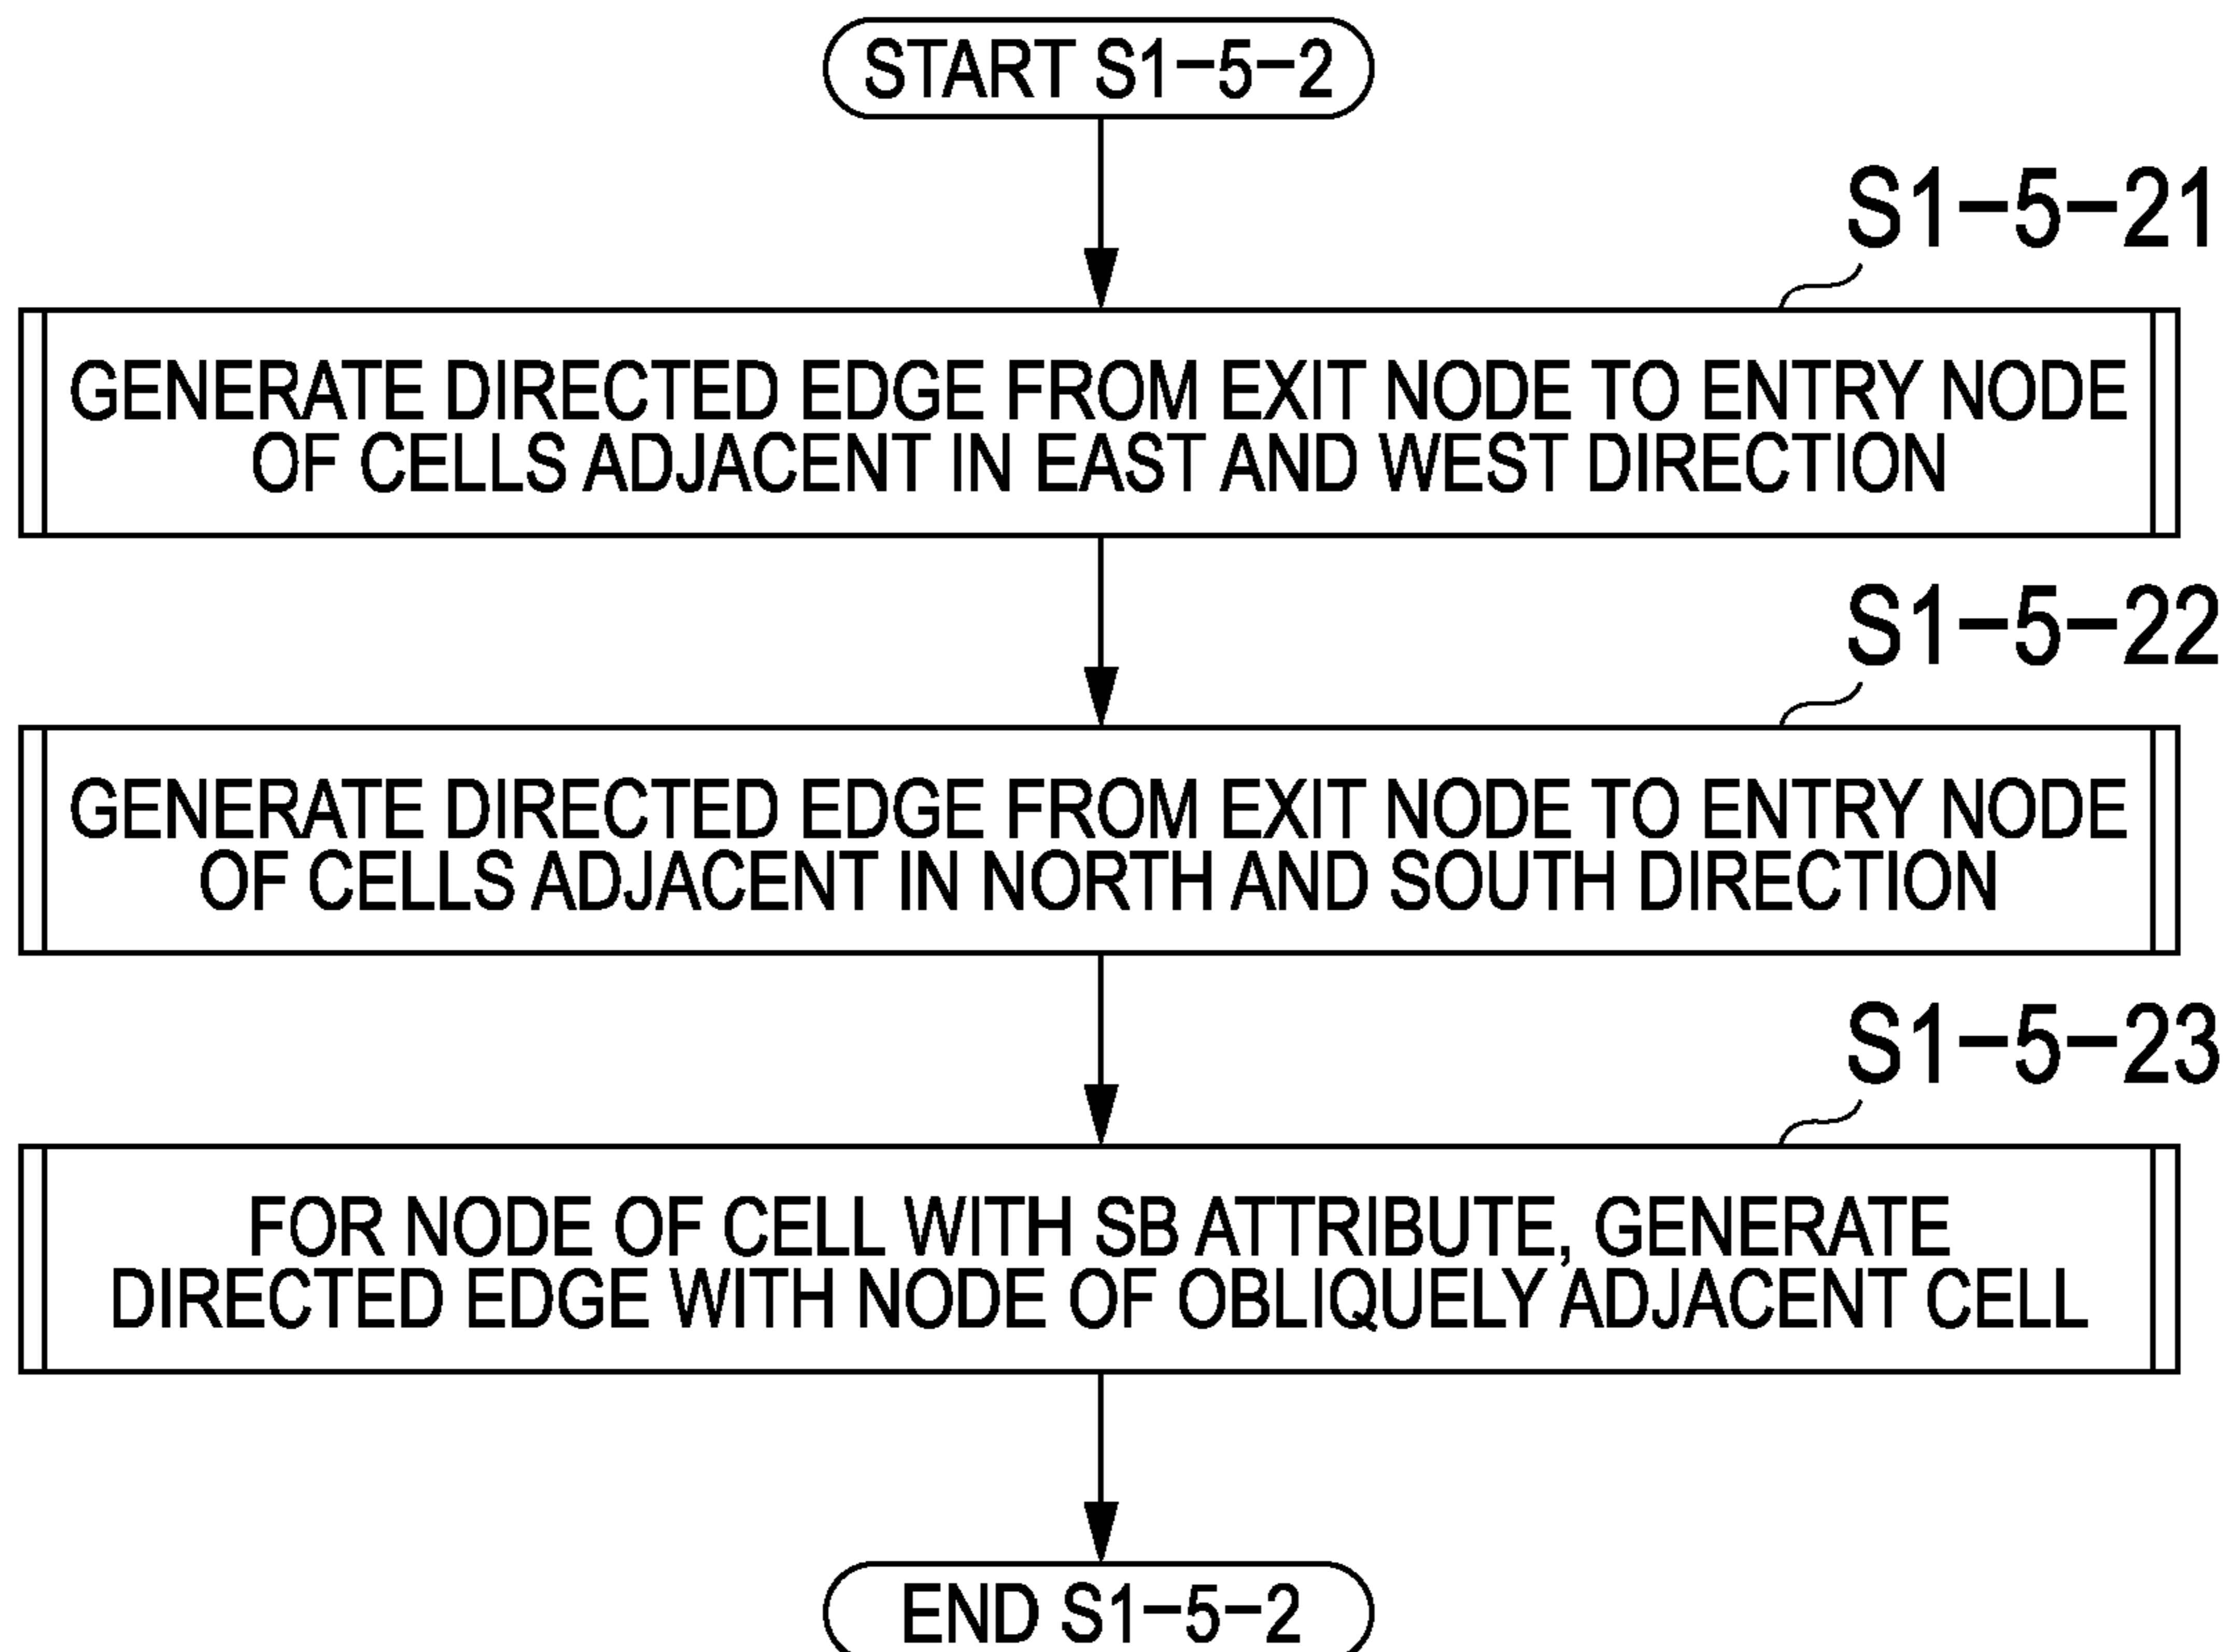 START S1-5-2
S1-5-21
GENERATE DIRECTED EDGE FROM EXIT NODE TO ENTRY NODE
OF CELLS ADJACENT IN EAST AND WEST DIRECTION
S1-5-22
GENERATE DIRECTED EDGE FROM EXIT NODE TO ENTRY NODE
OF CELLS ADJACENT IN NORTH AND SOUTH DIRECTION
S1-5-23
FOR NODE OF CELL WITH SB ATTRIBUTE, GENERATE
DIRECTED EDGE WITH NODE OF OBLIQUELY ADJACENT CELL
END S1-5-2